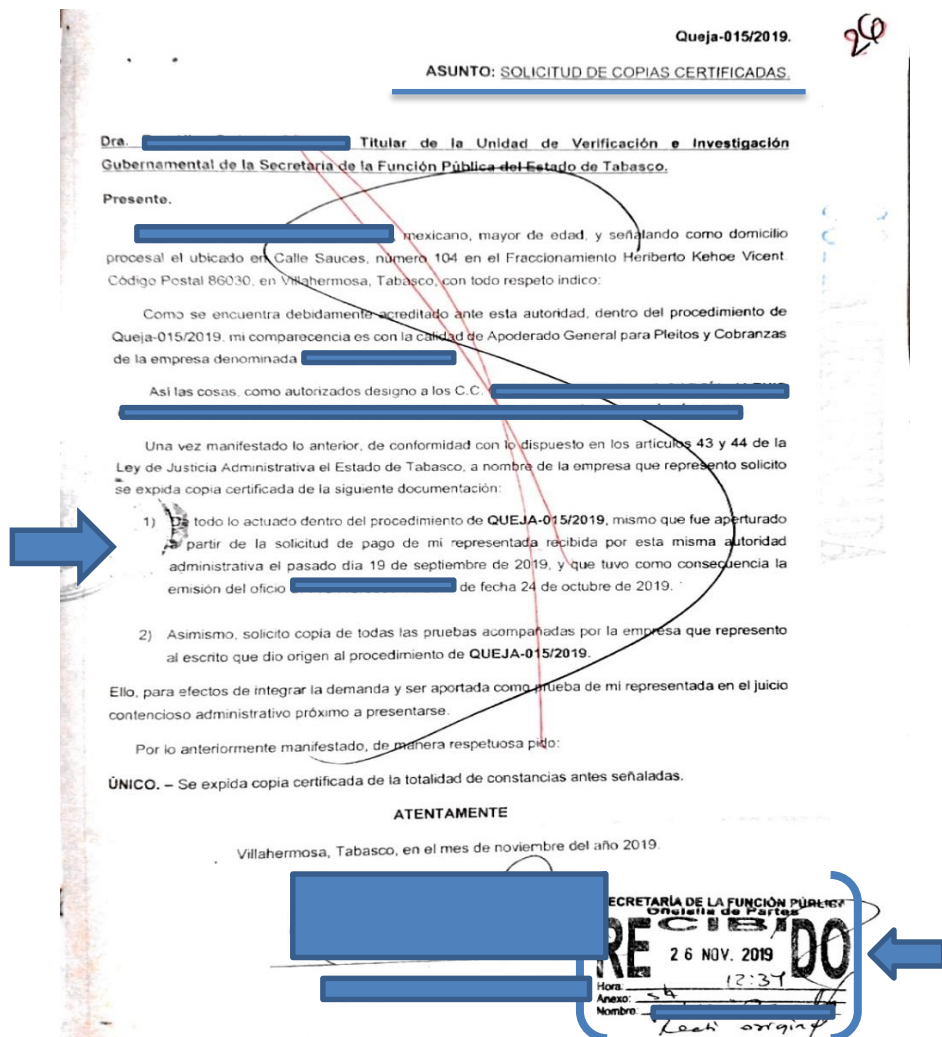 Queja-015/2019.
26
ASUNTO: SOLICITUD DE COPIAS CERTIFICADAS.
Dra. Titular de la Unidad de Verificación e Investigación
Gubernamental de la Secretaría de la Función Pública del Estado de Tabasco.
Presente.
mexicano, mayor de edad, y señalando como domicilio
procesal el ubicado en Calle Sauces, número 104 en el Fraccionamiento Heriberto Kehoe Vicent
Código Postal 86030, en Villahermosa, Tabasco, con todo respeto indico:
Como se encuentra debidamente acreditado ante esta autoridad, dentro del procedimiento de
Queja-015/2019, mi comparecencia es con la calidad de Apoderado General para Pleitos y Cobranzas
de la empresa denominada
Así las cosas, como autorizados designo a los C.C.
Una vez manifestado lo anterior, de conformidad con lo dispuesto en los artículos 43 y 44 de la
Ley de Justicia Administrativa el Estado de Tabasco, a nombre de la empresa que represento solicito
se expida copia certificada de la siguiente documentación:
1) De todo lo actuado dentro del procedimiento de QUEJA-015/2019, mismo que fue aperturado
a partir de la solicitud de pago de mi representada recibida por esta misma autoridad
administrativa el pasado día 19 de septiembre de 2019, y que tuvo como consecuencia la
emisión del oficio de fecha 24 de octubre de 2019.
2) Asimismo, solicito copia de todas las pruebas acompañadas por la empresa que represento
al escrito que dio origen al procedimiento de QUEJA-015/2019.
Ello, para efectos de integrar la demanda y ser aportada como prueba de mi representada en el juicio
contencioso administrativo próximo a presentarse.
Por lo anteriormente manifestado, de manera respetuosa pido:
ÚNICO. – Se expida copia certificada de la totalidad de constancias antes señaladas.
ATENTAMENTE
Villahermosa, Tabasco, en el mes de noviembre del año 2019.
SECRETARÍA DE LA FUNCIÓN PÚBLICA
Oficialía de Partes
RECIBIDO
26 NOV. 2019
Hora: 12:34
Anexo:
Nombre: